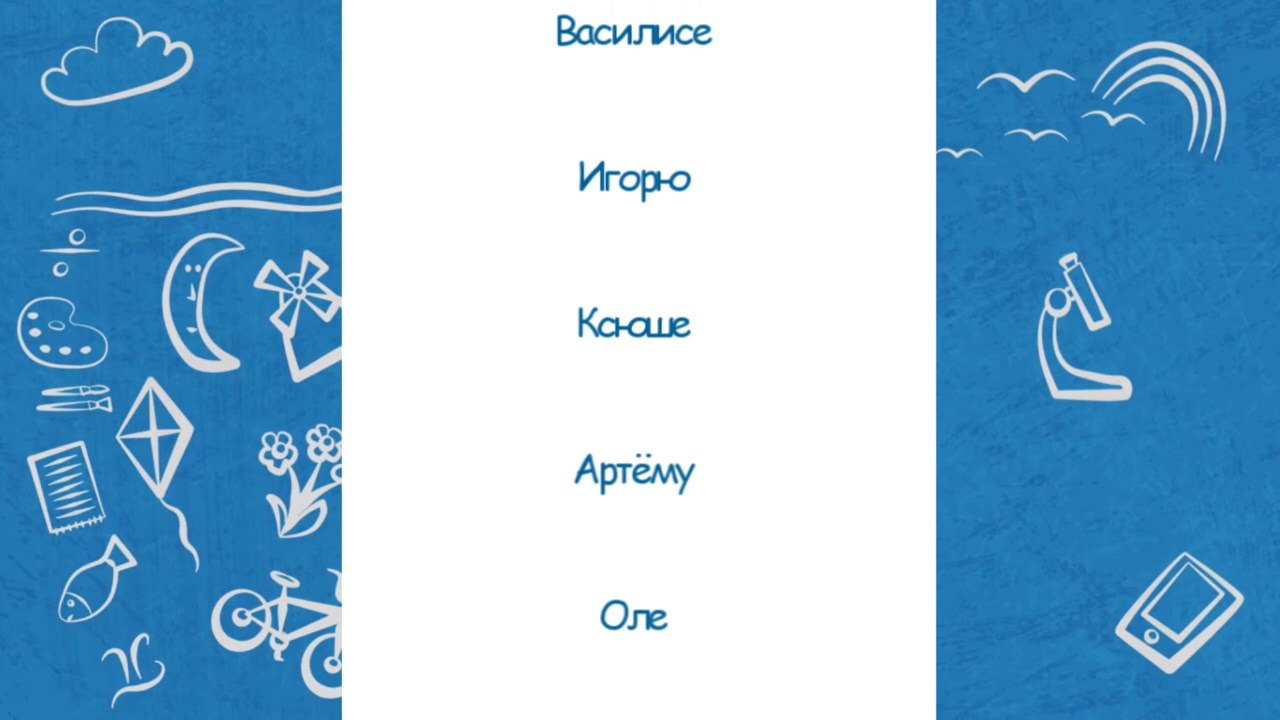 Василисе
Игорю
Ксюше
Артёму
Оле